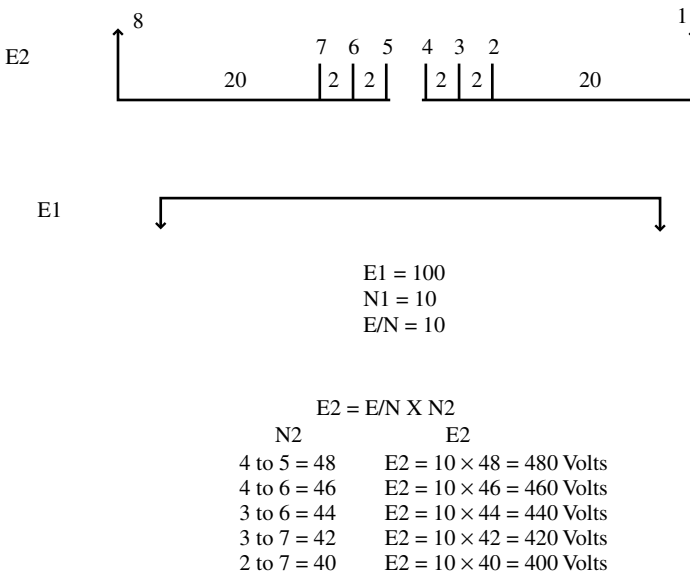 8 1
E2
7 6 5 4 3 2
20 2 2 2 2 20
E1
E1 = 100
N1 = 10
E/N = 10
E2 = E/N X N2
N2 E2
4 to 5 = 48 E2 = 10 × 48 = 480 Volts
4 to 6 = 46 E2 = 10 × 46 = 460 Volts
3 to 6 = 44 E2 = 10 × 44 = 440 Volts
3 to 7 = 42 E2 = 10 × 42 = 420 Volts
2 to 7 = 40 E2 = 10 × 40 = 400 Volts